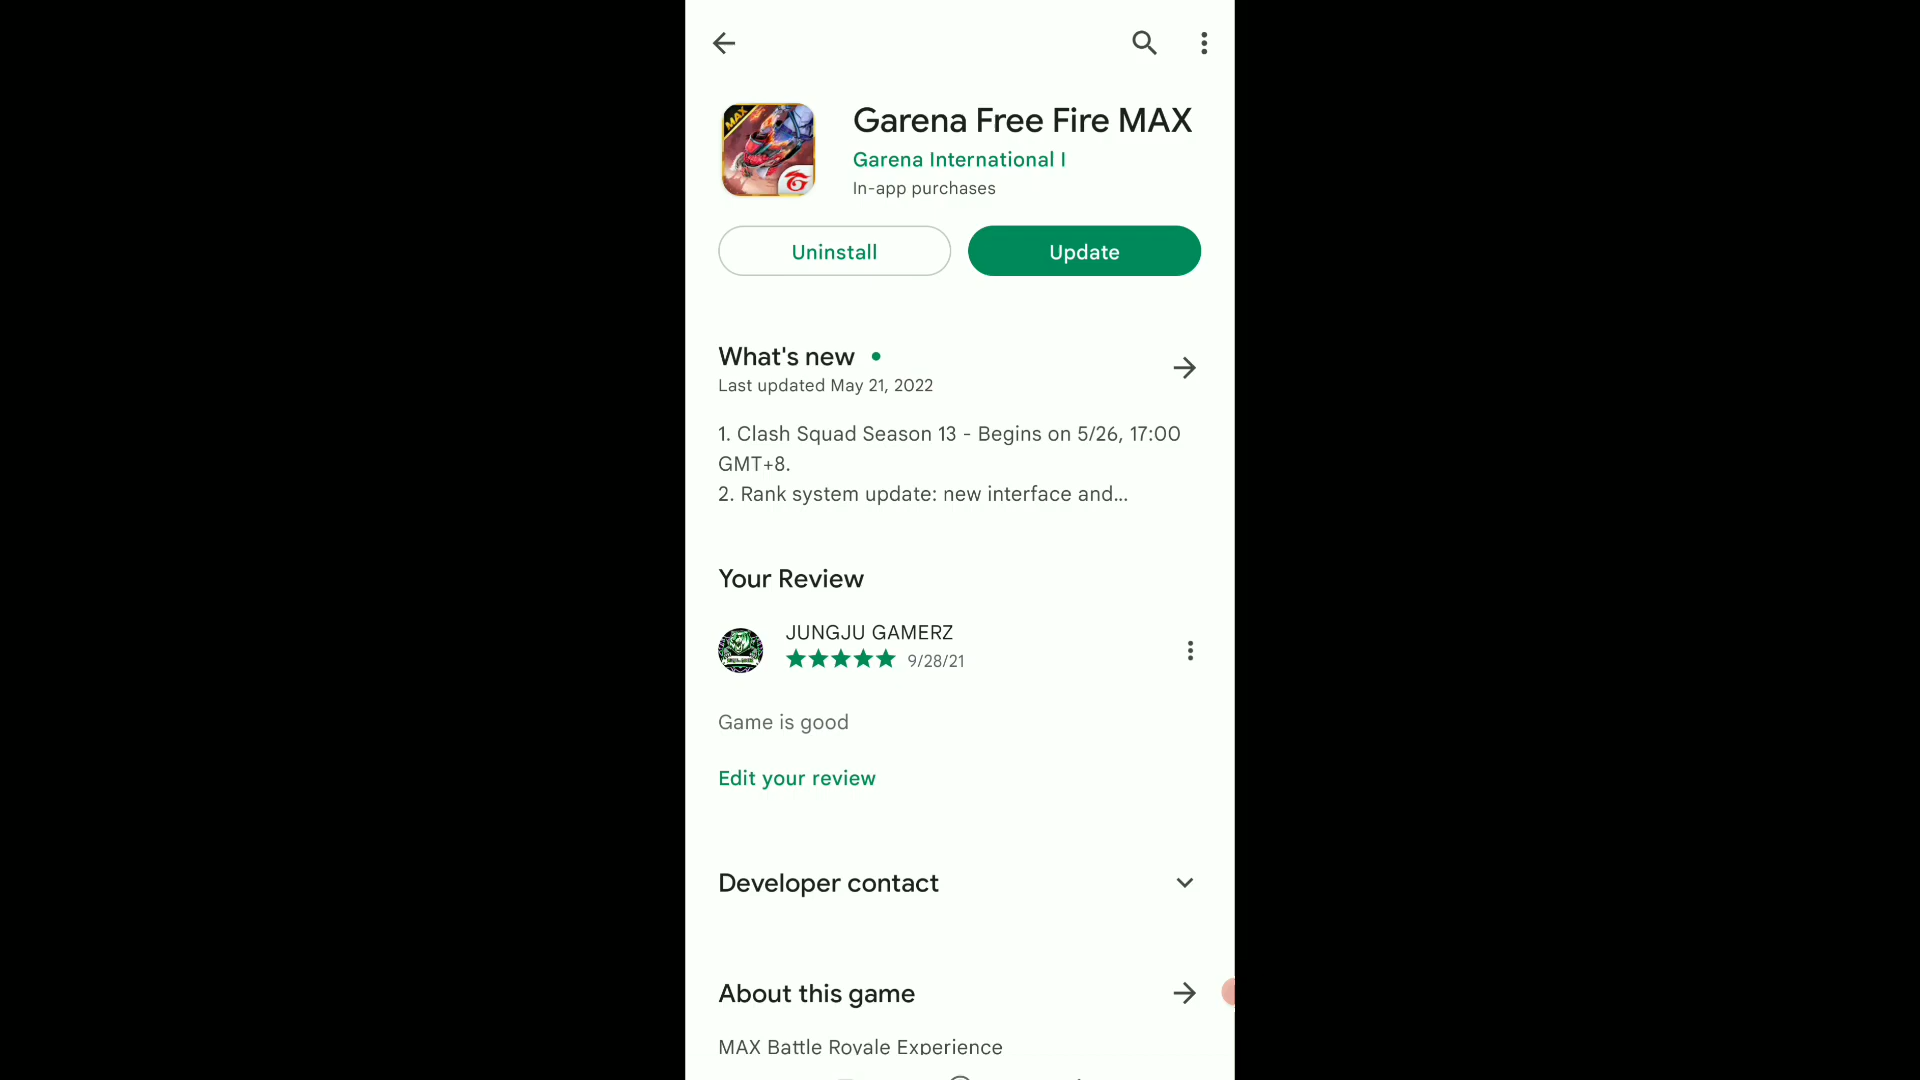 Garena Free Fire MAX
MAX
Garena International I
In-app purchases
Uninstall
Update
What's new
Last updated May 21, 2022
1. Clash Squad Season 13 - Begins on 5/26, 17:00
GMT+8.
2. Rank system update: new interface and...
Your Review
JUNGJU GAMERZ
9/28/21
Game is good
Edit your review
Developer contact
About this game
MAX Battle Royale Experience